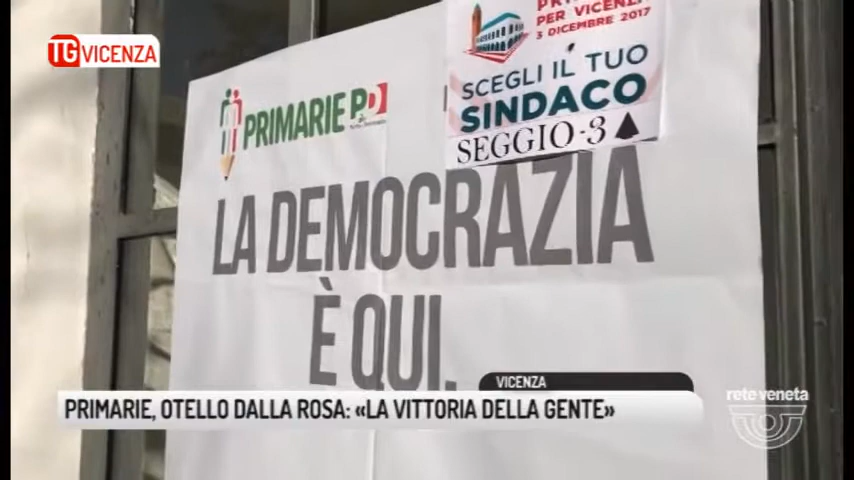 TG VICENZA
PER VICENZA
3 DICEMBRE 2017
SCEGLI IL TUO
SINDACO
SEGGIO-3
PRIMARIE PD
LA DEMOCRAZIA
È QUI.
VICENZA
PRIMARIE, OTELLO DALLA ROSA: «LA VITTORIA DELLA GENTE»
rete veneta